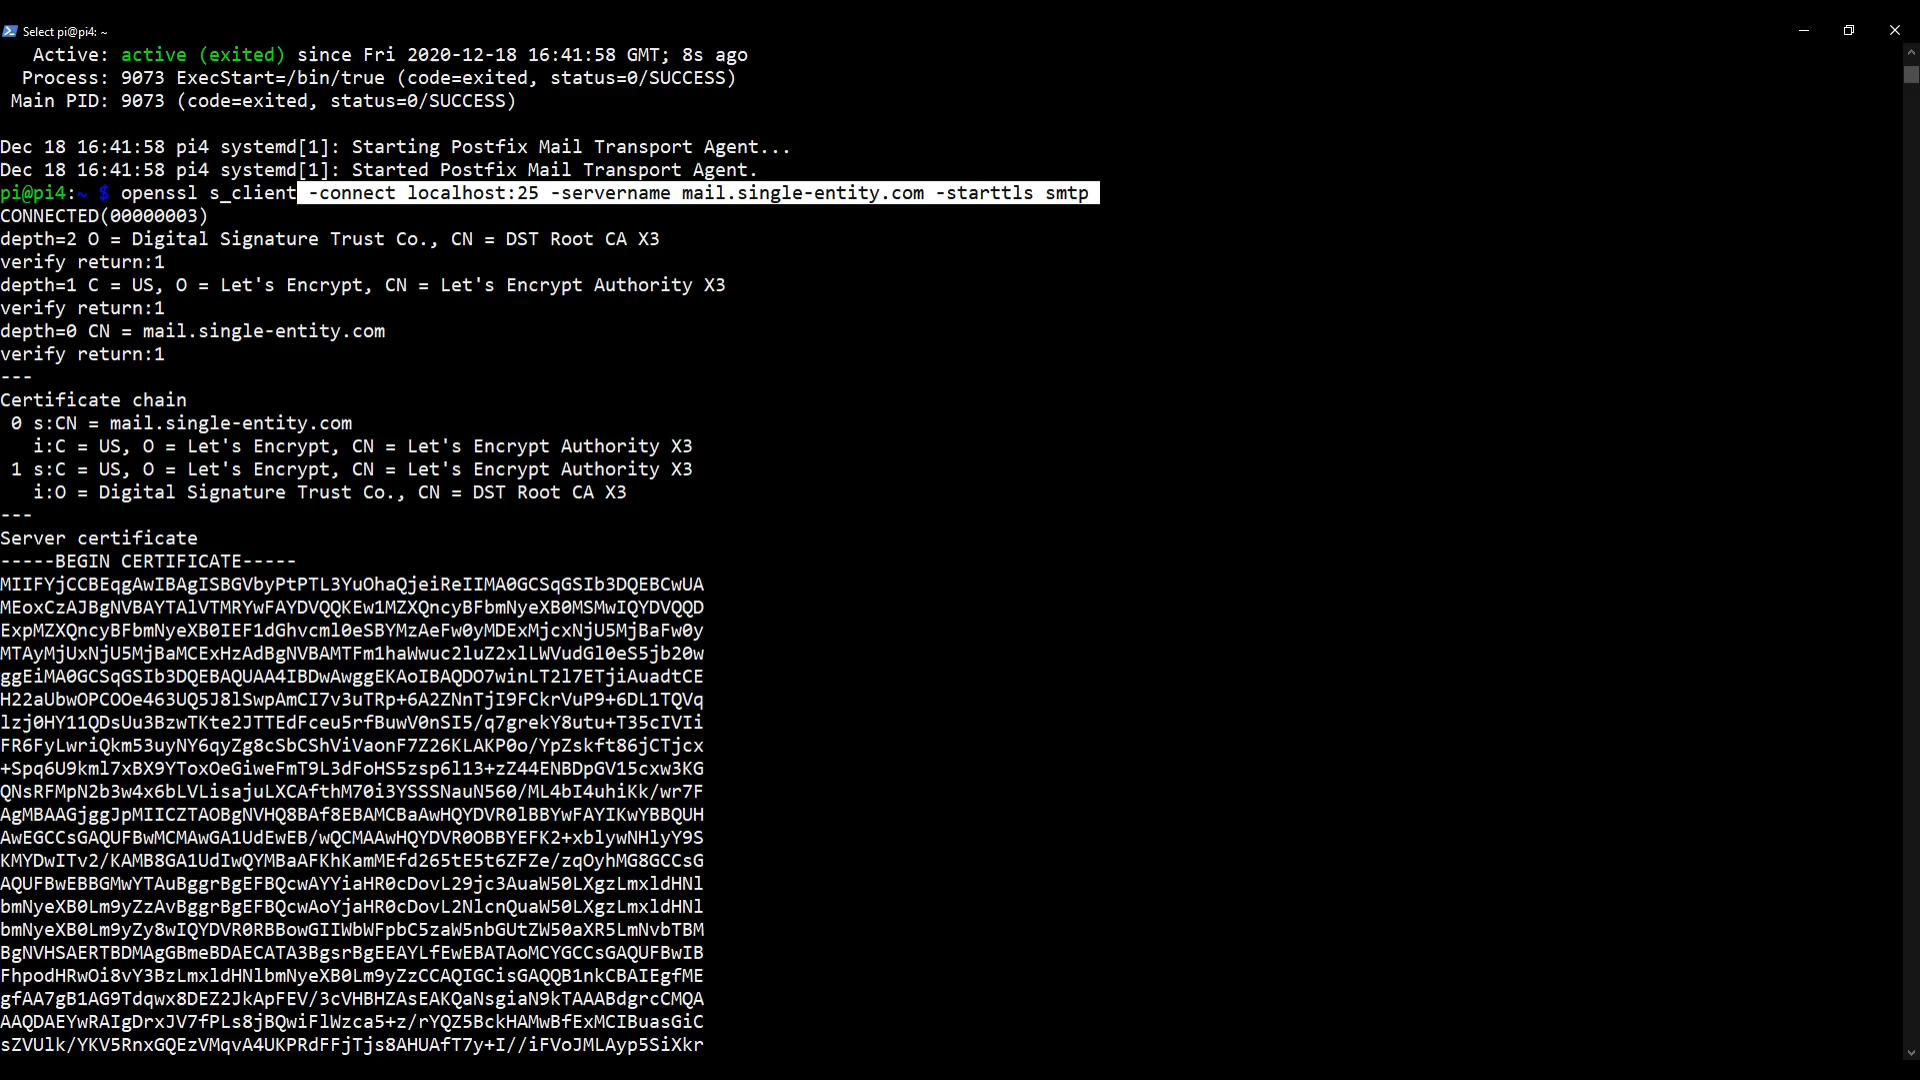 Select pi@pi4: ~
Active: active (exited) since Fri 2020-12-18 16:41:58 GMT; 8s ago
Process: 9073 ExecStart=/bin/true (code=exited, status=0/SUCCESS)
Main PID: 9073 (code=exited, status=0/SUCCESS)
Dec 18 16:41:58 pi4 systemd[1]: Starting Postfix Mail Transport Agent...
Dec 18 16:41:58 pi4 systemd[1]: Started Postfix Mail Transport Agent.
pi@pi4:~ $ openssl s_client -connect localhost:25 -servername mail.single-entity.com -starttls smtp
CONNECTED(00000003)
depth=2 O = Digital Signature Trust Co., CN = DST Root CA X3
verify return:1
depth=1 C = US, O = Let's Encrypt, CN = Let's Encrypt Authority X3
verify return:1
depth=0 CN = mail.single-entity.com
verify return:1
---
Certificate chain
0 s:CN = mail.single-entity.com
i:C = US, O = Let's Encrypt, CN = Let's Encrypt Authority X3
1 s:C = US, O = Let's Encrypt, CN = Let's Encrypt Authority X3
i:O = Digital Signature Trust Co., CN = DST Root CA X3
---
Server certificate
-----BEGIN CERTIFICATE-----
MIIFYjCCBEqgAwIBAgISBGVbyPtPTL3YuOhaQjeiReIIMA0GCSqGSIb3DQEBCwUA
MEoxCzAJBgNVBAYTAlVTMRYwFAYDVQQKEw1MZXQncyBFbmNyeXB0MSMwIQYDVQQD
ExpMZXQncyBFbmNyeXB0IEF1dGhvcml0eSBYMzAeFw0yMDExMjcxNjU5MjBaFw0y
MTAyMjUxNjU5MjBaMCExHzAdBgNVBAMTFm1haWwuc2luZ2xlLWVudGl0eS5jb20w
ggEiMA0GCSqGSIb3DQEBAQUAA4IBDwAwggEKAoIBAQDO7winLT2l7ETjiAuadtCE
H22aUbwOPCOOe463UQ5J8lSwpAmCI7v3uTRp+6A2ZNnTjI9FCkrVuP9+6DL1TQVq
lzj0HY11QDsUu3BzwTKte2JTTEdFceu5rfBuwV0nSI5/q7grekY8utu+T35cIVIi
FR6FyLwriQkm53uyNY6qyZg8cSbCShViVaonF7Z26KLAKP0o/YpZskft86jCTjcx
+Spq6U9kml7xBX9YToxOeGiweFmT9L3dFoHS5zsp6l13+zZ44ENBDpGV15cxw3KG
QNsRFMpN2b3w4x6bLVLisajuLXCAfthM70i3YSSSNauN560/ML4bI4uhiKk/wr7F
AgMBAAGjggJpMIICZTAOBgNVHQ8BAf8EBAMCBaAwHQYDVR0lBBYwFAYIKwYBBQUH
AwEGCCsGAQUFBwMCMAwGA1UdEwEB/wQCMAAwHQYDVR0OBBYEFK2+xblywNHlyY9S
KMYDwITv2/KAMB8GA1UdIwQYMBaAFKhKamMEfd265tE5t6ZFZe/zqOyhMG8GCCsG
AQUFBwEBBGMwYTAuBggrBgEFBQcwAYYiaHR0cDovL29jc3AuaW50LXgzLmxldHNl
bmNyeXB0Lm9yZzAvBggrBgEFBQcwAoYjaHR0cDovL2NlcnQuaW50LXgzLmxldHNl
bmNyeXB0Lm9yZy8wIQYDVR0RBBowGIIWbWFpbC5zaW5nbGUtZW50aXR5LmNvbTBM
BgNVHSAERTBDMAgGBmeBDAECATA3BgsrBgEEAYLfEwEBATAoMCYGCCsGAQUFBwIB
FhpodHRwOi8vY3BzLmxldHNlbmNyeXB0Lm9yZzCCAQIGCisGAQQB1nkCBAIEgfME
gfAA7gB1AG9Tdqwx8DEZ2JkApFEV/3cVHBHZAsEAKQaNsgiaN9kTAAABdgrcCMQA
AAQDAEYwRAIgDrxJV7fPLs8jBQwiFlWzca5+z/rYQZ5BckHAMwBfExMCIBuasGiC
sZVUlk/YKV5RnxGQEzVMqvA4UKPRdFFjTjs8AHUAfT7y+I//iFVoJMLAyp5SiXkr